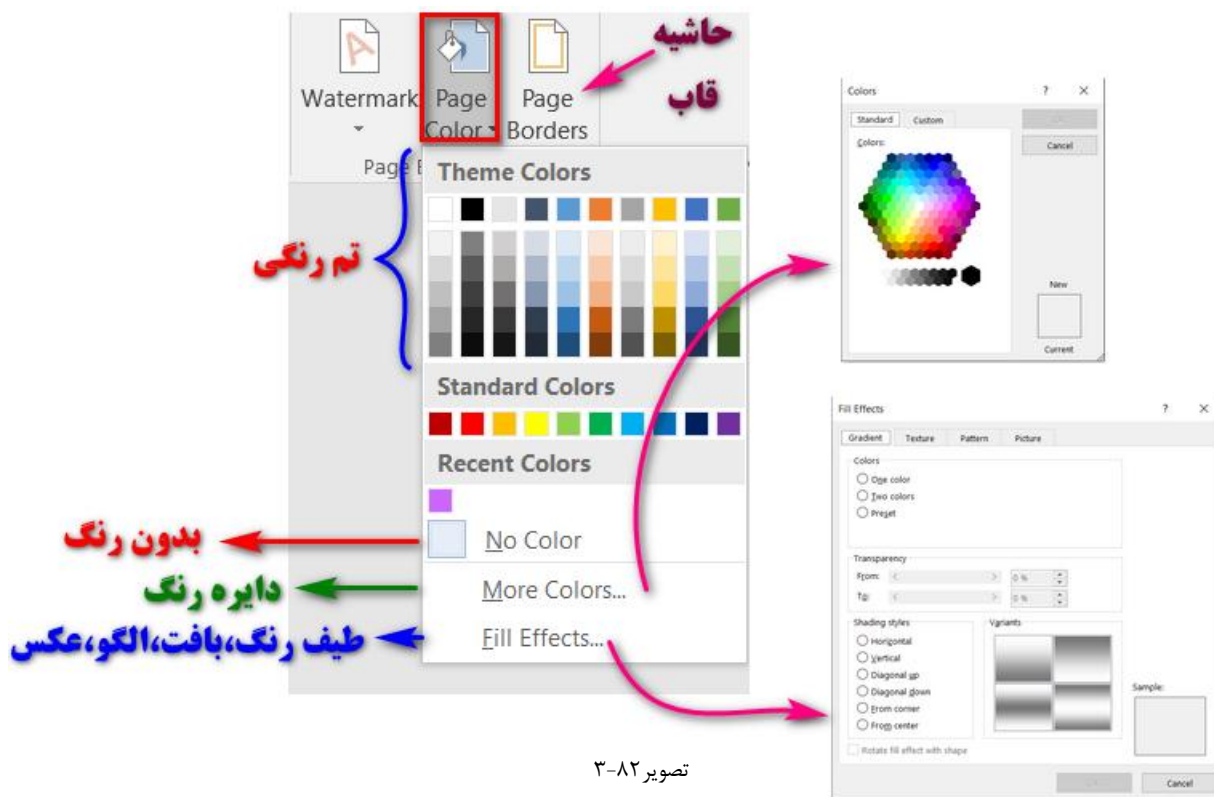 حاشیه
قاب
Watermark
Page Color
Page Borders
Page
Theme Colors
تم رنگی
Standard Colors
Recent Colors
No Color
بدون رنگ
More Colors...
دایره رنگ
Fill Effects...
طیف رنگ،بافت،الگو،عکس
Colors
?
Standard
Custom
Colors:
Cancel
New
Current
Fill Effects
?
Gradient
Texture
Pattern
Picture
Colors
One color
Two colors
Preset
Transparency
From:
0 %
To:
0 %
Shading styles
Variants
Horizontal
Vertical
Diagonal up
Diagonal down
From corner
From center
Sample:
Rotate fill effect with shape
Cancel
تصویر۸۲-۳